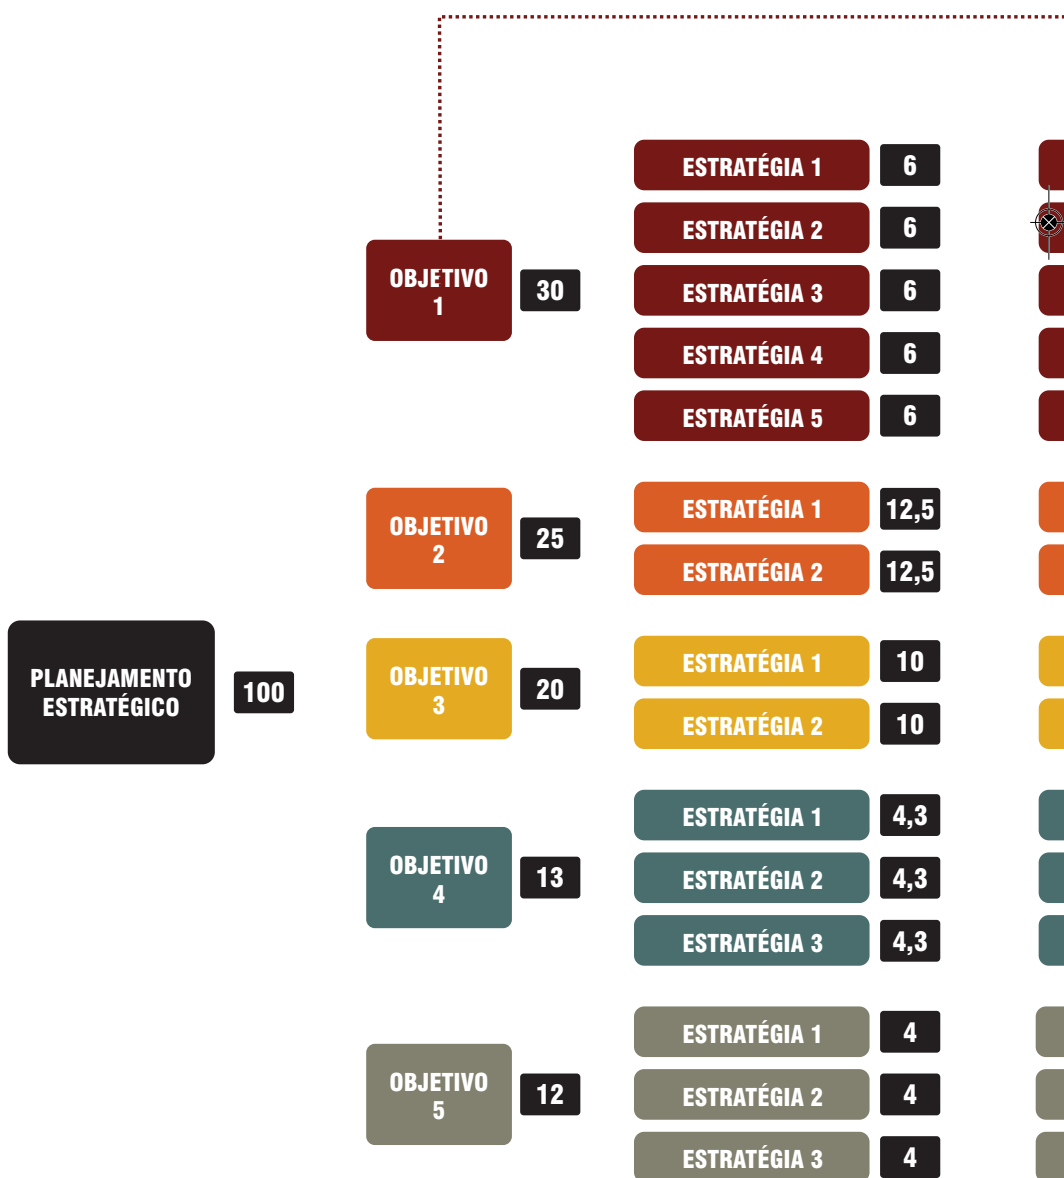 ESTRATÉGIA 1 6
ESTRATÉGIA 2 6
OBJETIVO
1
30
ESTRATÉGIA 3 6
ESTRATÉGIA 4 6
ESTRATÉGIA 5 6
OBJETIVO
2
25
ESTRATÉGIA 1 12,5
ESTRATÉGIA 2 12,5
PLANEJAMENTO
ESTRATÉGICO
100
OBJETIVO
3
20
ESTRATÉGIA 1 10
ESTRATÉGIA 2 10
OBJETIVO
4
13
ESTRATÉGIA 1 4,3
ESTRATÉGIA 2 4,3
ESTRATÉGIA 3 4,3
OBJETIVO
5
12
ESTRATÉGIA 1 4
ESTRATÉGIA 2 4
ESTRATÉGIA 3 4